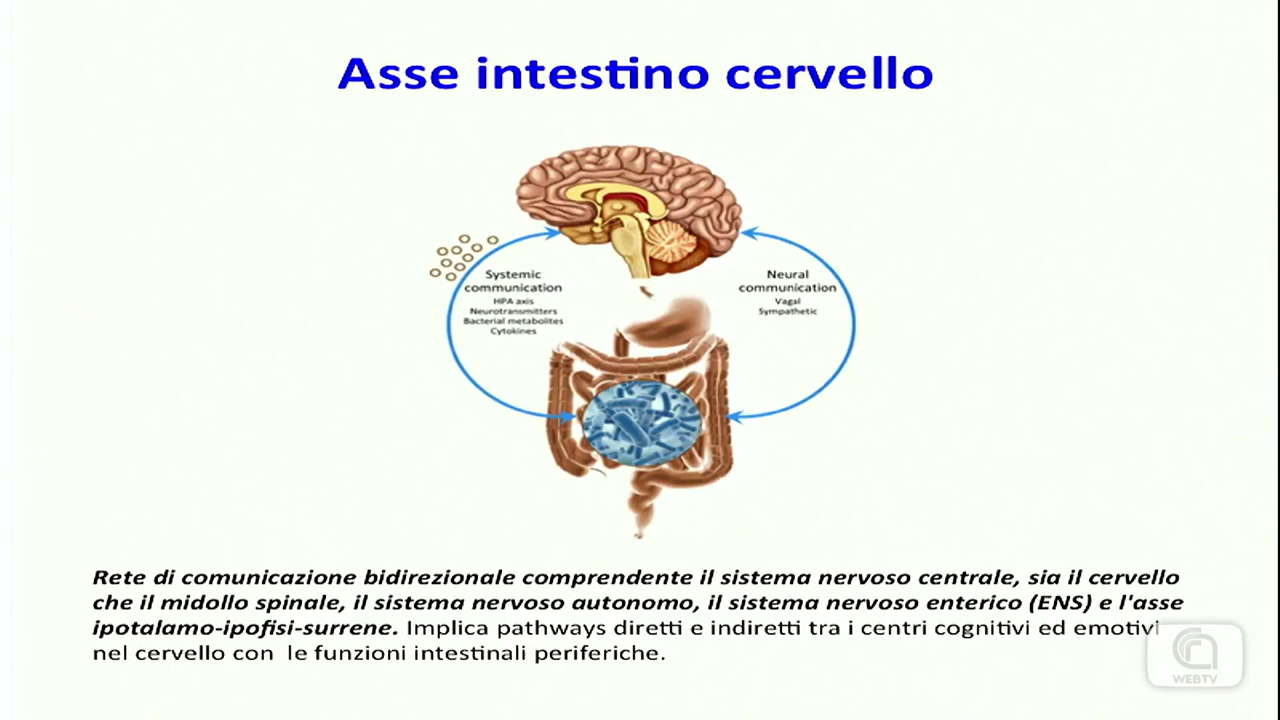 Asse intestino cervello
Systemic
communication
HPA axis
Neurotransmitters
Bacterial metabolites
Cytokines
Neural
communication
Vagal
Sympathetic
Rete di comunicazione bidirezionale comprendente il sistema nervoso centrale, sia il cervello
che il midollo spinale, il sistema nervoso autonomo, il sistema nervoso enterico (ENS) e l'asse
ipotalamo-ipofisi-surrene. Implica pathways diretti e indiretti tra i centri cognitivi ed emotivi
nel cervello con le funzioni intestinali periferiche.
WEBTV